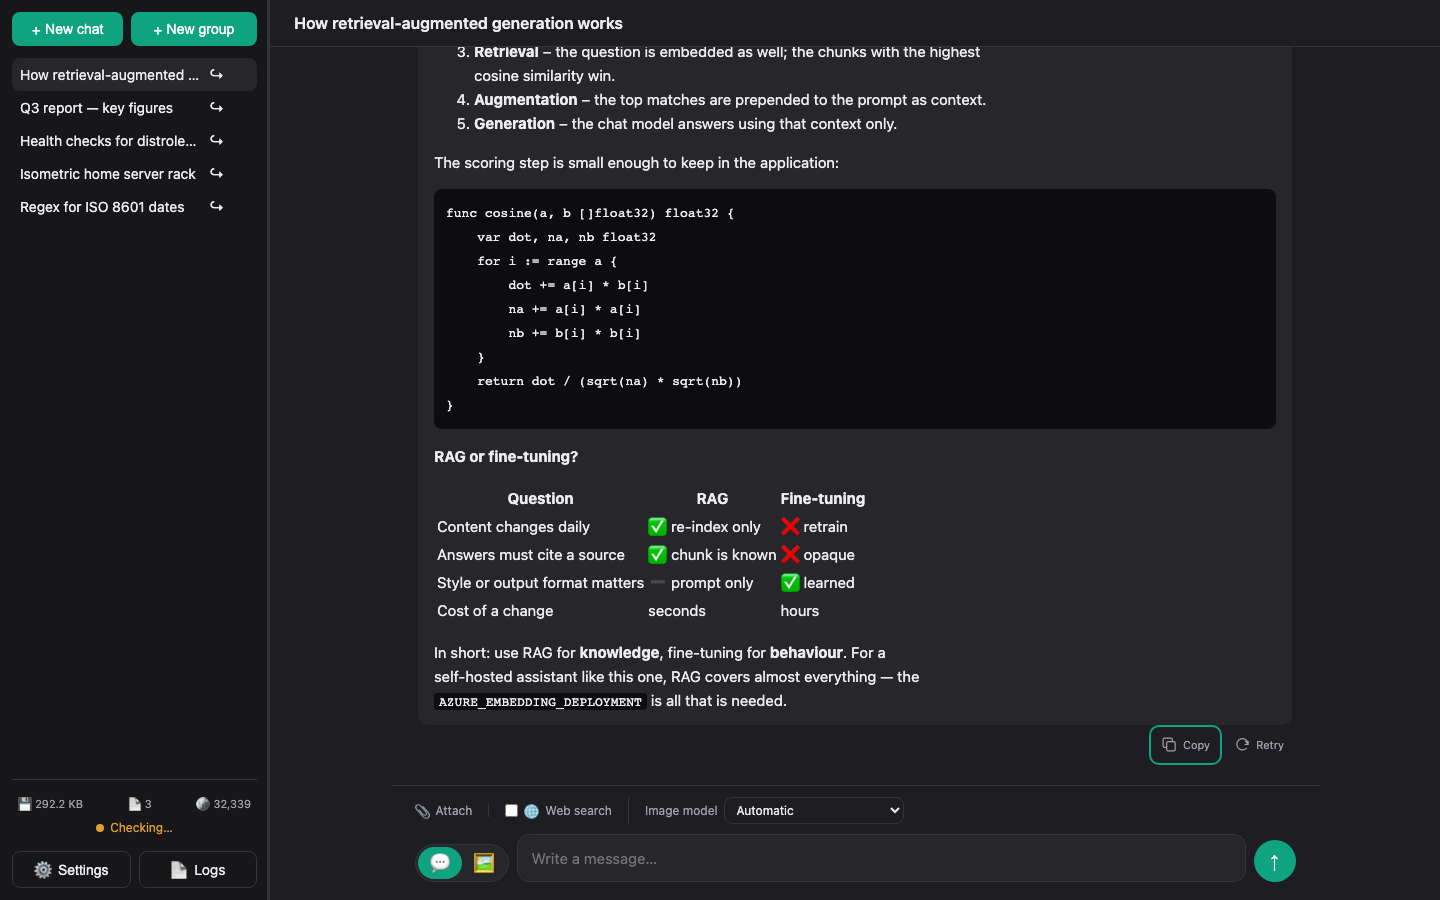 + New chat
+ New group
How retrieval-augmented ...
Q3 report — key figures
Health checks for distrole...
Isometric home server rack
Regex for ISO 8601 dates
292.2 KB
3
32,339
Checking...
Settings
Logs
How retrieval-augmented generation works
3. Retrieval – the question is embedded as well; the chunks with the highest
cosine similarity win.
4. Augmentation – the top matches are prepended to the prompt as context.
5. Generation – the chat model answers using that context only.
The scoring step is small enough to keep in the application:
func cosine(a, b []float32) float32 {
    var dot, na, nb float32
    for i := range a {
        dot += a[i] * b[i]
        na += a[i] * a[i]
        nb += b[i] * b[i]
    }
    return dot / (sqrt(na) * sqrt(nb))
}
RAG or fine-tuning?
Question RAG Fine-tuning
Content changes daily ✅ re-index only ❌ retrain
Answers must cite a source ✅ chunk is known ❌ opaque
Style or output format matters ➖ prompt only ✅ learned
Cost of a change seconds hours
In short: use RAG for knowledge, fine-tuning for behaviour. For a
self-hosted assistant like this one, RAG covers almost everything — the
AZURE_EMBEDDING_DEPLOYMENT is all that is needed.
Copy
Retry
Attach
Web search
Image model
Automatic
Write a message...